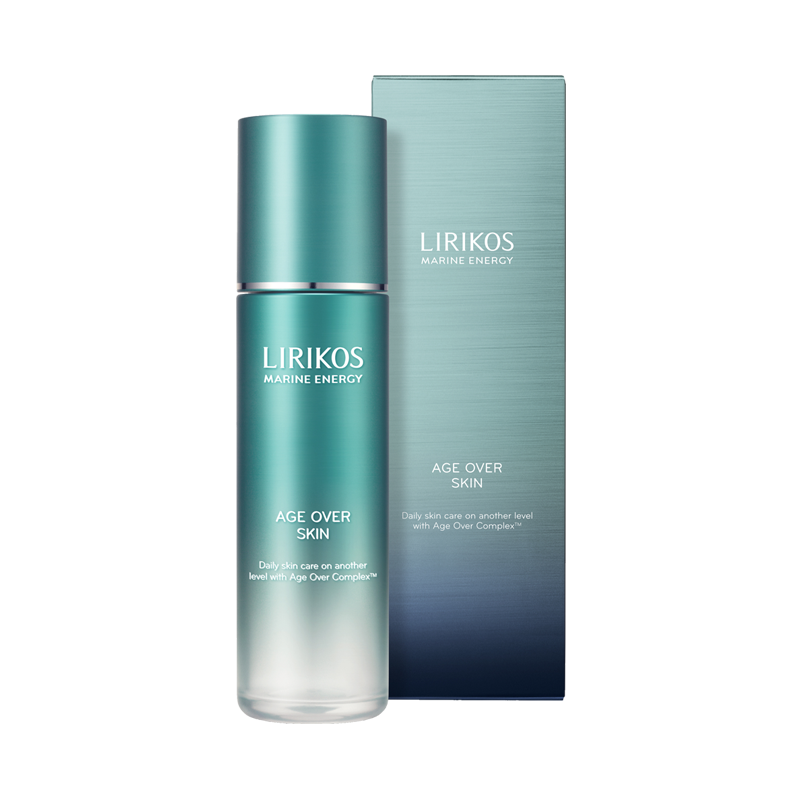 LIRIKOS
MARINE ENERGY
AGE OVER
SKIN
Daily skin care on another
level with Age Over Complex™
LIRIKOS
MARINE ENERGY
AGE OVER
SKIN
Daily skin care on another level
with Age Over Complex™